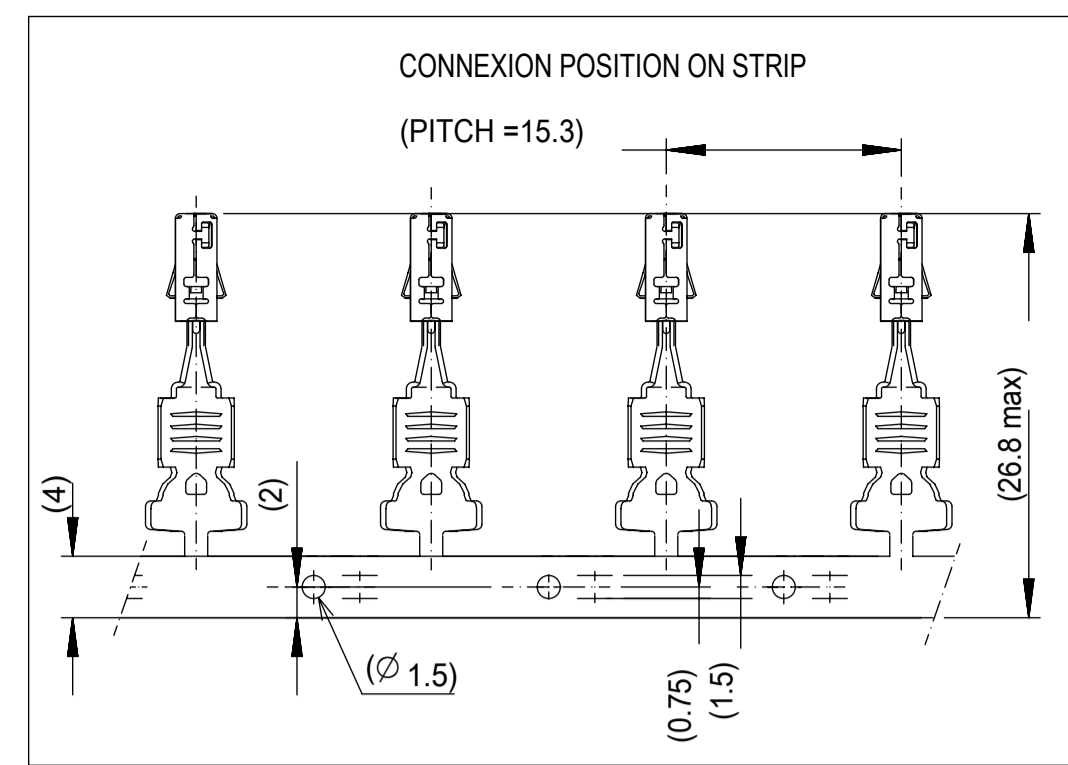 CONNEXION POSITION ON STRIP
(PITCH =15.3)
(4)
(2)
(26.8 max)
(∅ 1.5)
(0.75)
(1.5)